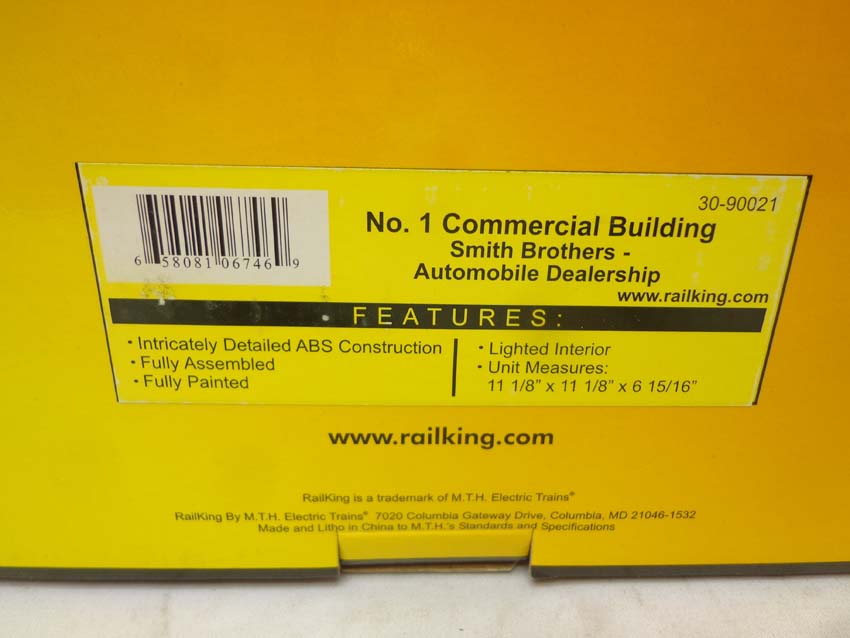 30-90021
No. 1 Commercial Building
Smith Brothers -
Automobile Dealership
www.railking.com
6 58081 06746 9
FEATURES:
• Intricately Detailed ABS Construction
• Fully Assembled
• Fully Painted
• Lighted Interior
• Unit Measures:
11 1/8” x 11 1/8” x 6 15/16”
www.railking.com
RailKing is a trademark of M.T.H. Electric Trains®
RailKing By M.T.H. Electric Trains® 7020 Columbia Gateway Drive, Columbia, MD 21046-1532
Made and Litho in China to M.T.H.'s Standards and Specifications